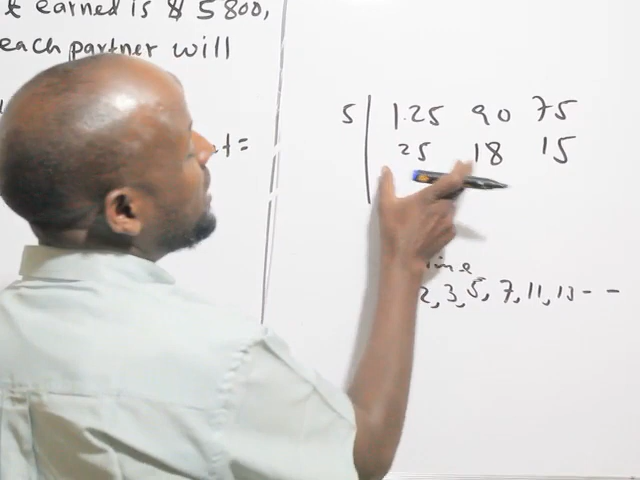 t earned is $ 5800,
each partner will
t=
5 | 1.25 90 75
25 18 15
2, 3, 5, 7, 11, 13 - -